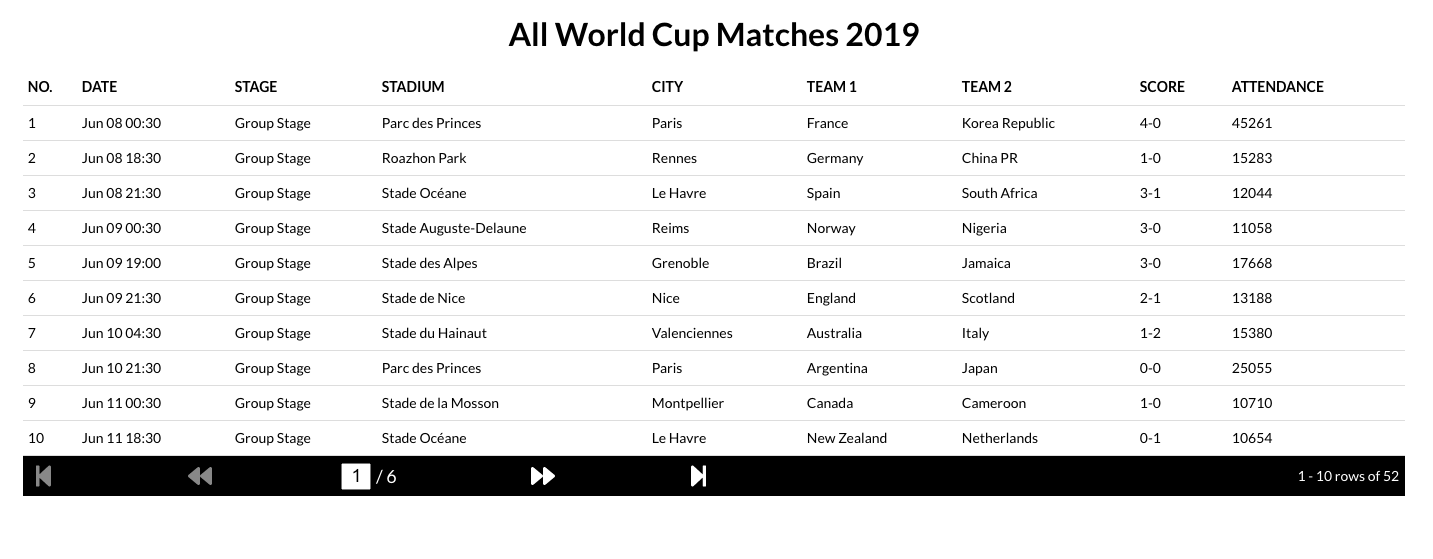 All World Cup Matches 2019
NO. DATE STAGE STADIUM CITY TEAM 1 TEAM 2 SCORE ATTENDANCE
1 Jun 08 00:30 Group Stage Parc des Princes Paris France Korea Republic 4-0 45261
2 Jun 08 18:30 Group Stage Roazhon Park Rennes Germany China PR 1-0 15283
3 Jun 08 21:30 Group Stage Stade Océane Le Havre Spain South Africa 3-1 12044
4 Jun 09 00:30 Group Stage Stade Auguste-Delaune Reims Norway Nigeria 3-0 11058
5 Jun 09 19:00 Group Stage Stade des Alpes Grenoble Brazil Jamaica 3-0 17668
6 Jun 09 21:30 Group Stage Stade de Nice Nice England Scotland 2-1 13188
7 Jun 10 04:30 Group Stage Stade du Hainaut Valenciennes Australia Italy 1-2 15380
8 Jun 10 21:30 Group Stage Parc des Princes Paris Argentina Japan 0-0 25055
9 Jun 11 00:30 Group Stage Stade de la Mosson Montpellier Canada Cameroon 1-0 10710
10 Jun 11 18:30 Group Stage Stade Océane Le Havre New Zealand Netherlands 0-1 10654
1 / 6 1 - 10 rows of 52